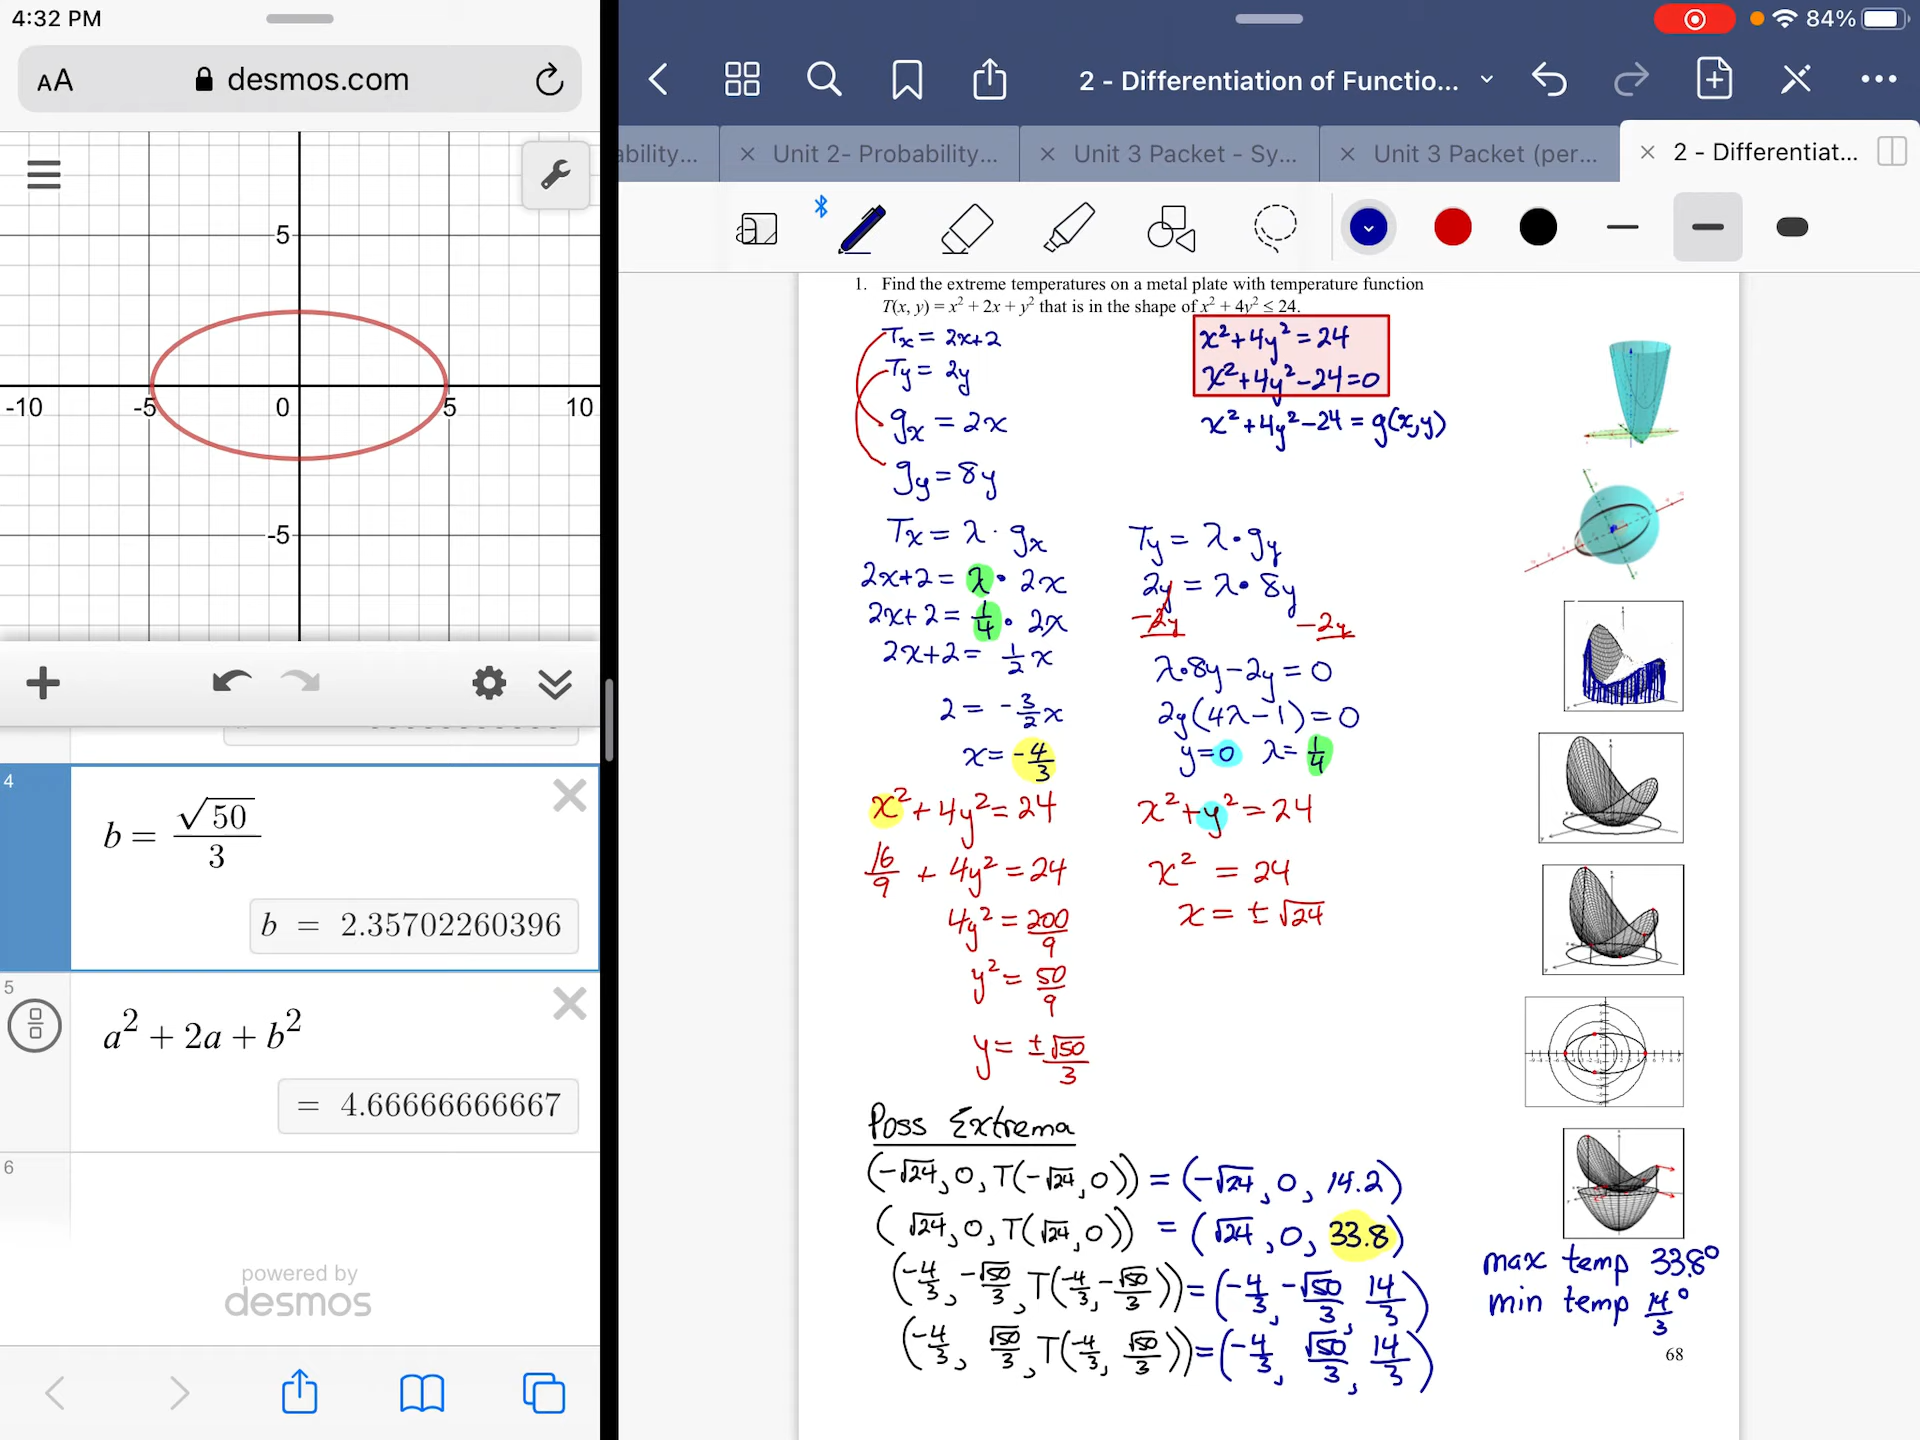 4:32 PM
AA desmos.com
5
-10 -5 0 5 10
-5
4
b = √50/3
b = 2.35702260396
5
a² + 2a + b²
= 4.66666666667
6
powered by
desmos
84%
2 - Differentiation of Functio...
ability... × Unit 2- Probability... × Unit 3 Packet - Sy... × Unit 3 Packet (per... × 2 - Differentiat...
1. Find the extreme temperatures on a metal plate with temperature function
T(x, y) = x² + 2x + y² that is in the shape of x² + 4y² ≤ 24.
Tx = 2x+2
Ty = 2y
gx = 2x
gy = 8y
x²+4y² = 24
x²+4y²-24=0
x²+4y²-24 = g(x,y)
Tx = λ · gx
2x+2 = λ · 2x
2x+2 = 1/4 · 2x
2x+2 = 1/2 x
2 = -3/2 x
x = -4/3
Ty = λ·gy
2y = λ·8y
-2y -2y
λ·8y-2y = 0
2y(4λ-1) = 0
y=0 λ= 1/4
x²+4y²=24
16/9 + 4y² = 24
4y² = 200/9
y² = 50/9
y = ±√50/3
x²+y² = 24
x² = 24
x = ±√24
Poss Extrema
(-√24, 0, T(-√24, 0)) = (-√24, 0, 14.2)
(√24, 0, T(√24, 0)) = (√24, 0, 33.8)
(-4/3, -√50/3, T(-4/3, -√50/3)) = (-4/3, -√50/3, 14/3)
(-4/3, √50/3, T(-4/3, √50/3)) = (-4/3, √50/3, 14/3)
max temp 33.8°
min temp 14/3°
68